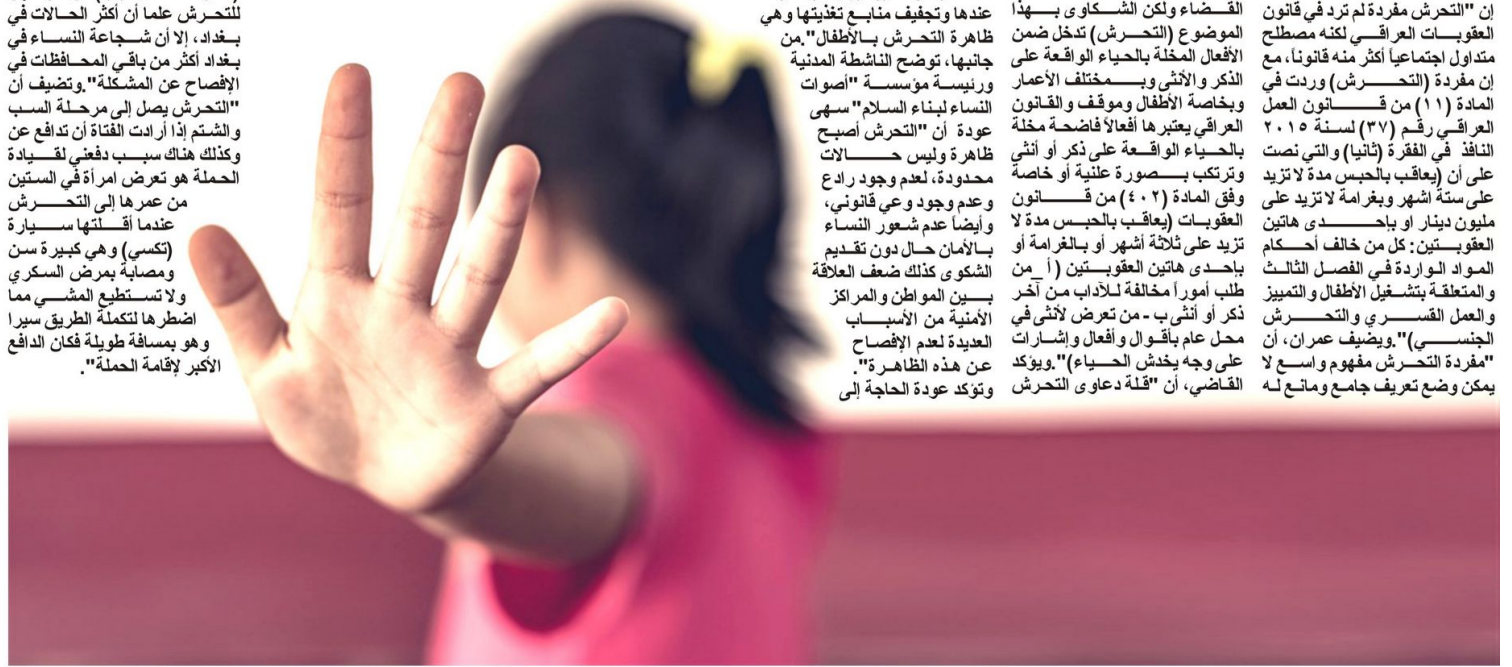 إن "التحرش مفردة لم ترد في قانون
العقوبات العراقي لكنه مصطلح
متداول اجتماعياً أكثر منه قانوناً، مع
إن مفردة (التحرش) وردت في
المادة (١١) من قانون العمل
العراقي رقم (٣٧) لسنة ٢٠١٥
النافذ في الفقرة (ثانيا) والتي نصت
على أن (يعاقب بالحبس مدة لا تزيد
على ستة اشهر وبغرامة لا تزيد على
مليون دينار او بإحدى هاتين
العقوبتين: كل من خالف أحكام
المواد الواردة في الفصل الثالث
والمتعلقة بتشغيل الأطفال والتمييز
والعمل القسري والتحرش
الجنسي)".ويضيف عمران، ان
"مفردة التحرش مفهوم واسع لا
يمكن وضع تعريف جامع ومانع له
القضاء ولكن الشكاوى بهذا
الموضوع (التحرش) تدخل ضمن
الأفعال المخلة بالحياء الواقعة على
الذكر والأنثى وبمختلف الأعمار
وبخاصة الأطفال وموقف والقانون
العراقي يعتبرها أفعالاً فاضحة مخلة
بالحياء الواقعة على ذكر أو أنثى
وترتكب بصورة علنية أو خاصة
وفق المادة (٤٠٢) من قانون
العقوبات (يعاقب بالحبس مدة لا
تزيد على ثلاثة أشهر أو بالغرامة أو
بإحدى هاتين العقوبتين ( أ _من
طلب أموراً مخالفة للآداب من آخر
ذكر أو أنثى ب - من تعرض لأنثى في
محل عام بأقوال وأفعال وإشارات
على وجه يخدش الحياء)".ويؤكد
القاضي، أن "قلة دعاوى التحرش
عندها وتجفيف منابع تغذيتها وهي
ظاهرة التحرش بالأطفال".من
جانبها، توضح الناشطة المدنية
ورئيسة مؤسسة "اصوات
النساء لبناء السلام" سهى
عودة أن "التحرش أصبح
ظاهرة وليس حالات
محدودة، لعدم وجود رادع
وعدم وجود وعي قانوني،
وأيضاً عدم شعور النساء
بالأمان حال دون تقديم
الشكوى كذلك ضعف العلاقة
بين المواطن والمراكز
الأمنية من الأسباب
العديدة لعدم الإفصاح
عن هذه الظاهرة".
وتؤكد عودة الحاجة إلى
للتحرش علما أن أكثر الحالات في
بغداد، إلا أن شجاعة النساء في
بغداد أكثر من باقي المحافظات في
الإفصاح عن المشكلة".وتضيف أن
"التحرش يصل إلى مرحلة السب
والشتم إذا أرادت الفتاة أن تدافع عن
وكذلك هناك سبب دفعني لقيادة
الحملة هو تعرض امرأة في الستين
من عمرها إلى التحرش
عندما أقلتها سيارة
(تكسي) وهي كبيرة سن
ومصابة بمرض السكري
ولا تستطيع المشي مما
اضطرها لتكملة الطريق سيرا
وهو بمسافة طويلة فكان الدافع
الأكبر لإقامة الحملة".